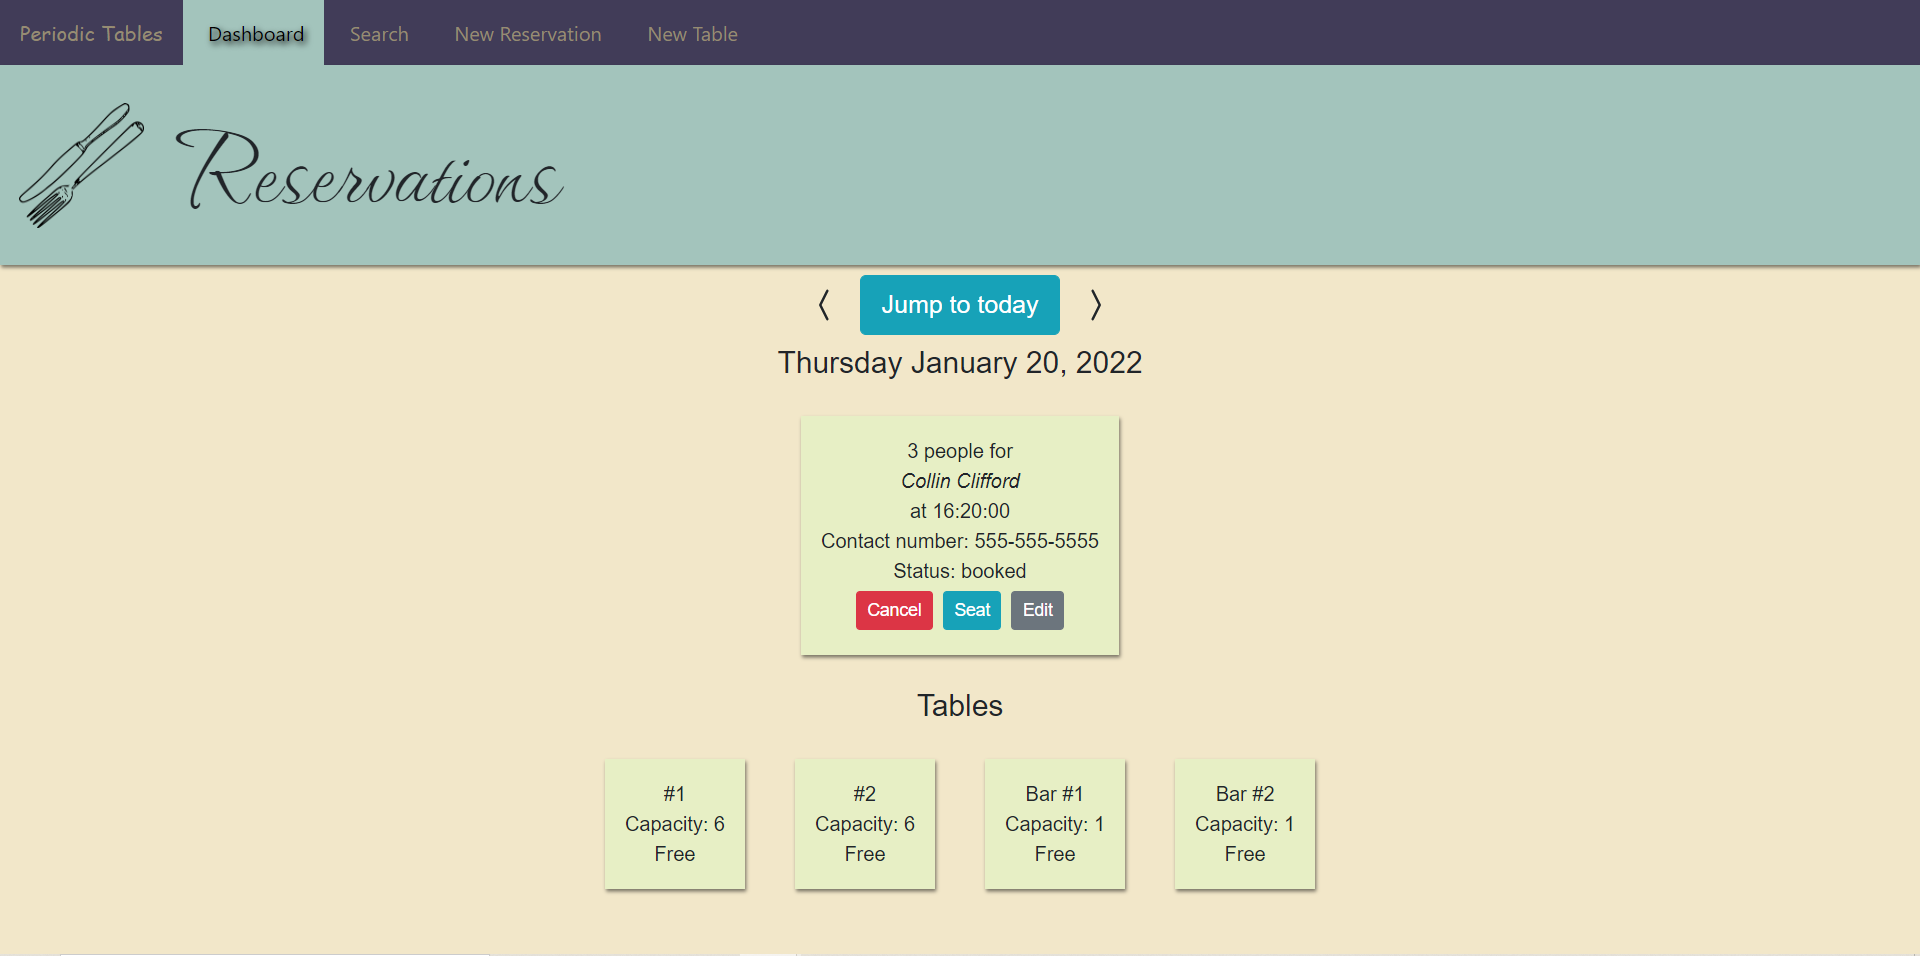 Periodic Tables Dashboard Search New Reservation New Table
Reservations
Jump to today
Thursday January 20, 2022
3 people for
Collin Clifford
at 16:20:00
Contact number: 555-555-5555
Status: booked
Cancel Seat Edit
Tables
#1
Capacity: 6
Free
#2
Capacity: 6
Free
Bar #1
Capacity: 1
Free
Bar #2
Capacity: 1
Free